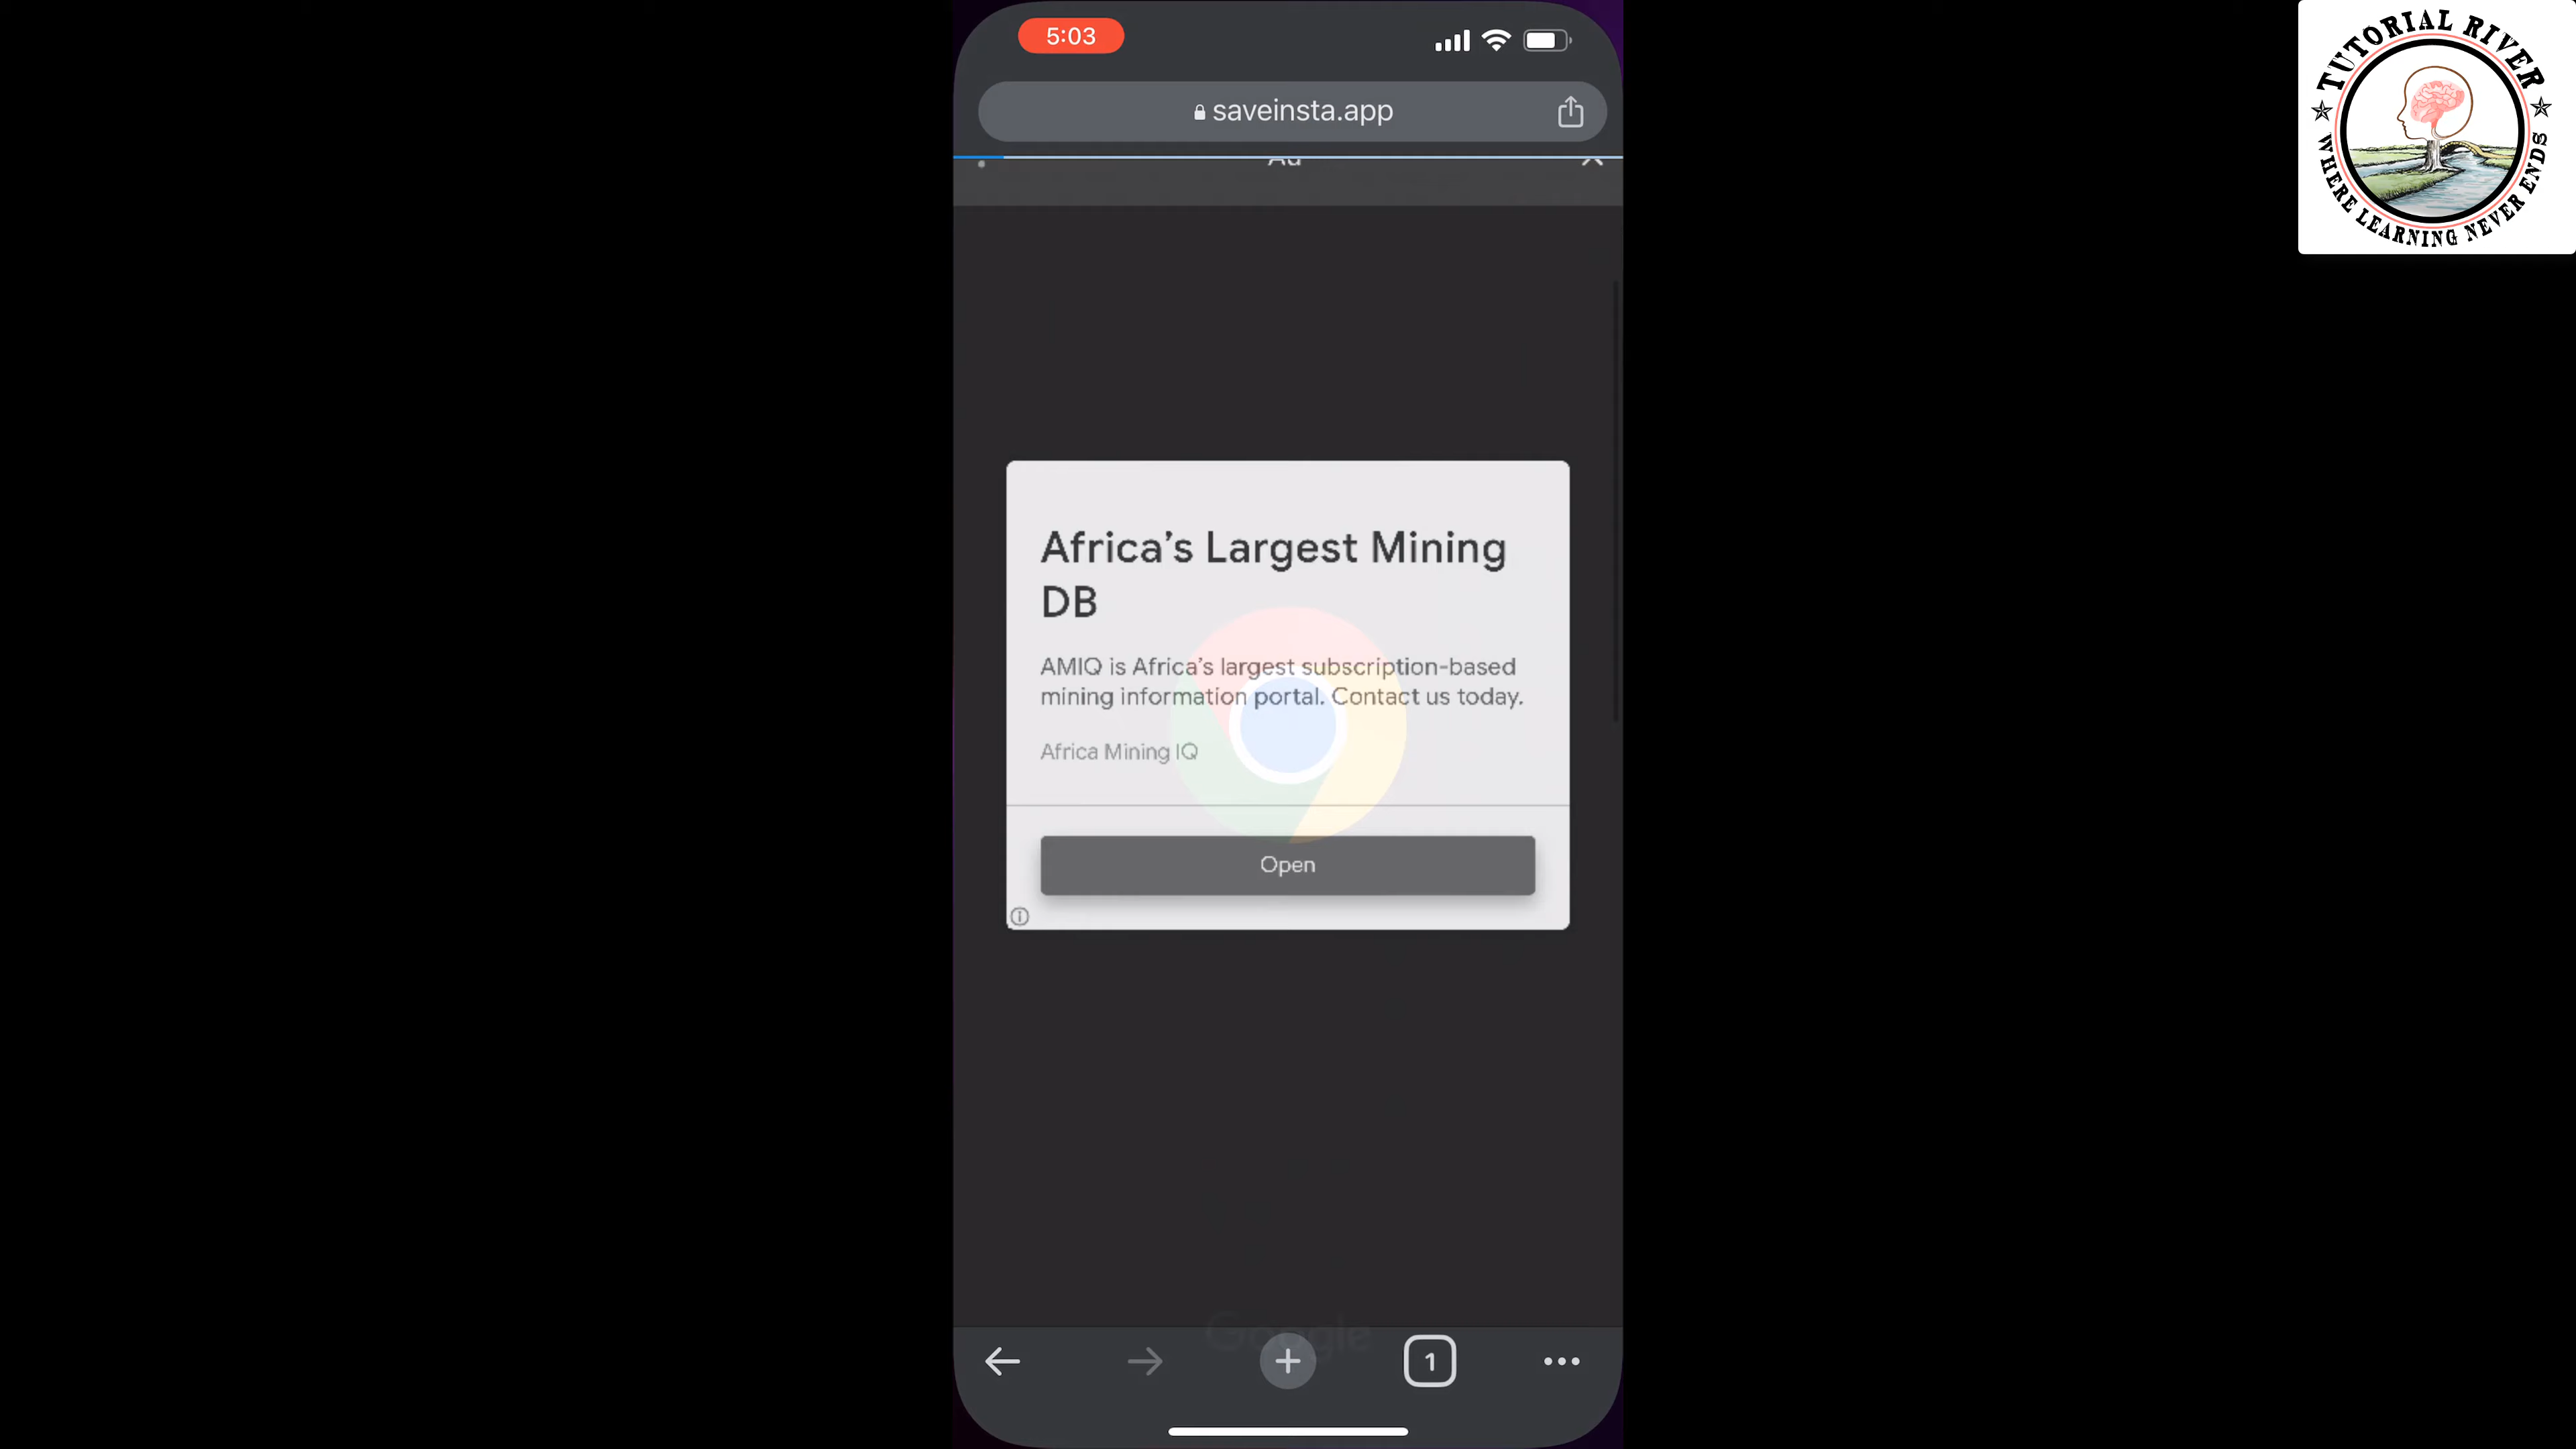 5:03
saveinsta.app
Ad
Africa's Largest Mining
DB
AMIQ is Africa's largest subscription-based
mining information portal. Contact us today.
Africa Mining IQ
Open
Google
1
TUTORIAL RIVER
WHERE LEARNING NEVER ENDS